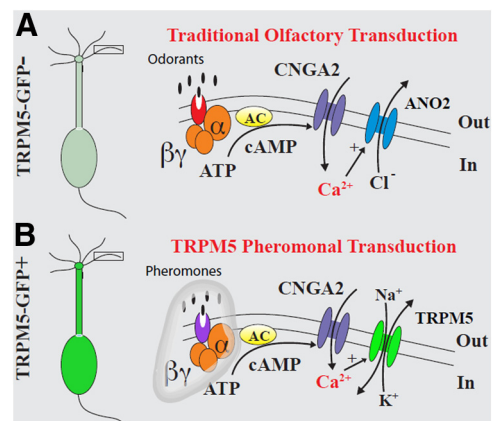 A
Traditional Olfactory Transduction
TRPM5-GFP-
Odorants
CNGA2
ANO2
AC
α
Out
βγ
cAMP
+
In
ATP
Ca²⁺
Cl⁻
B
TRPM5 Pheromonal Transduction
TRPM5-GFP+
Pheromones
CNGA2
Na⁺
TRPM5
AC
α
Out
βγ
cAMP
+
In
ATP
Ca²⁺
K⁺